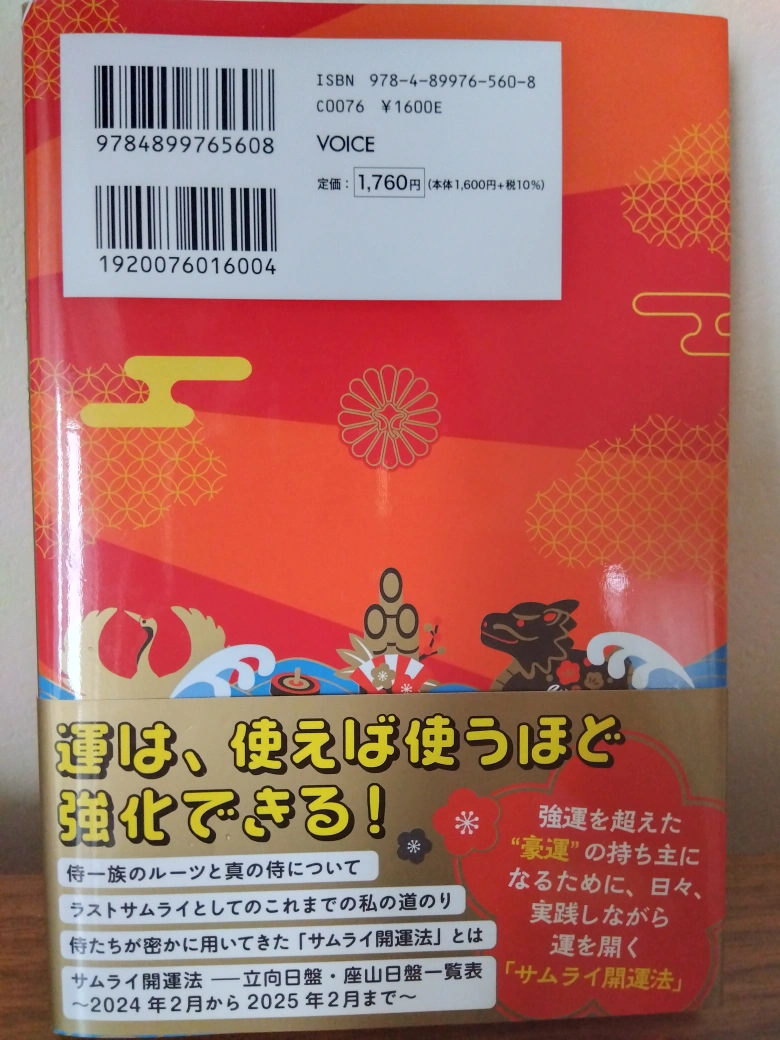 ISBN 978-4-89976-560-8
C0076 ¥1600E
9784899765608
VOICE
定価：1,760円（本体1,600円+税10%）
1920076016004
運は、使えば使うほど
強化できる！
侍一族のルーツと真の侍について
ラストサムライとしてのこれまでの私の道のり
侍たちが密かに用いてきた「サムライ開運法」とは
サムライ開運法 ──立向日盤・座山日盤一覧表
～2024年2月から2025年2月まで～
強運を超えた
“豪運”の持ち主に
なるために、日々、
実践しながら
運を開く
「サムライ開運法」